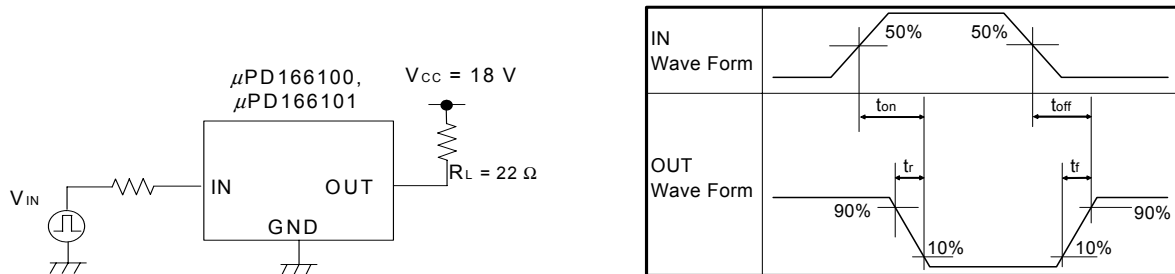 μPD166100,
μPD166101
VCC = 18 V
IN
OUT
GND
RL = 22 Ω
VIN
IN
Wave Form
50%
50%
ton
toff
OUT
Wave Form
tr
tf
90%
90%
10%
10%